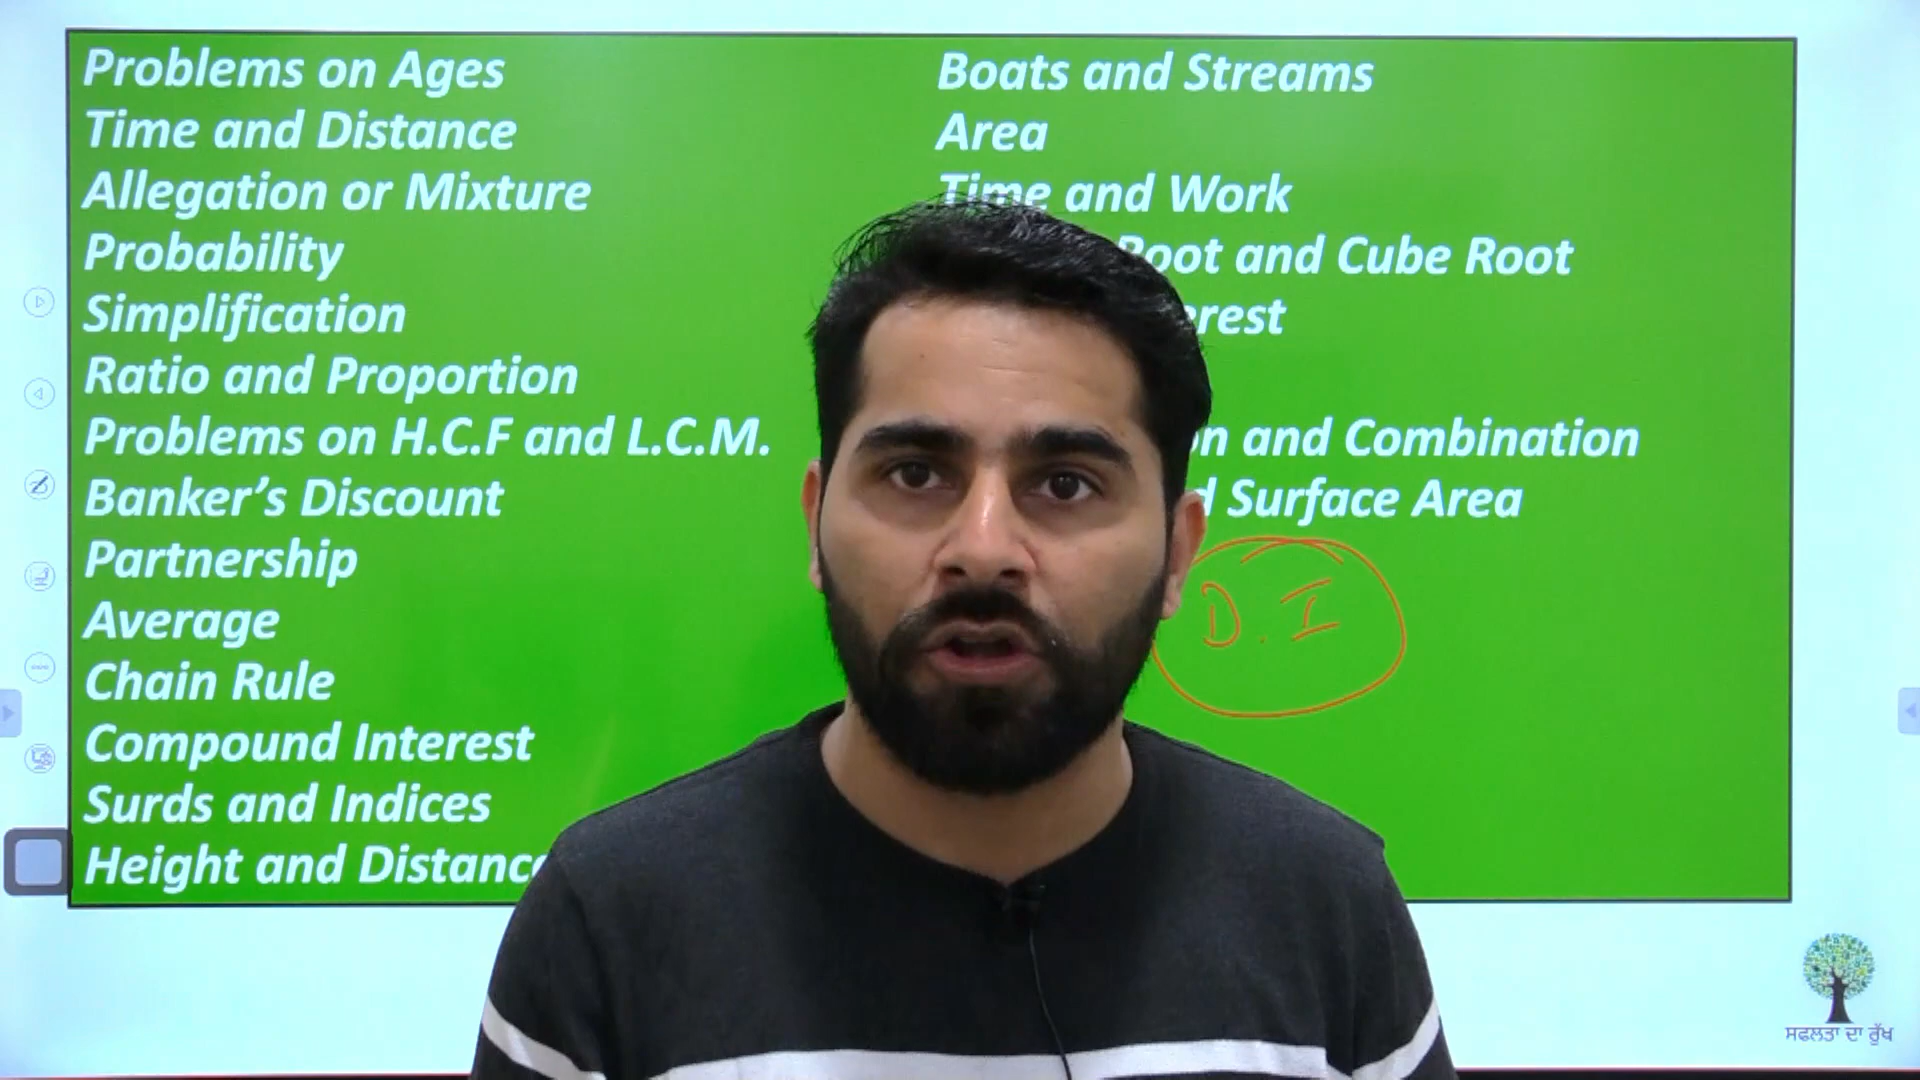 Problems on Ages
Time and Distance
Allegation or Mixture
Probability
Simplification
Ratio and Proportion
Problems on H.C.F and L.C.M.
Banker's Discount
Partnership
Average
Chain Rule
Compound Interest
Surds and Indices
Height and Distance
Boats and Streams
Area
Time and Work
Root and Cube Root
and Combination
Surface Area
D.I
ਸਫਲਤਾ ਦਾ ਰੁੱਖ